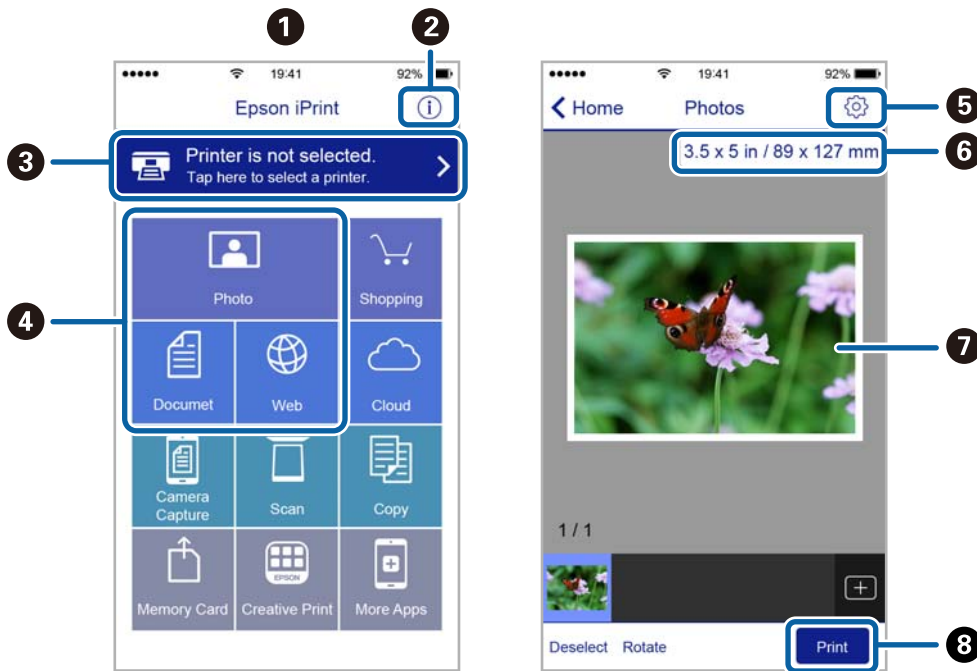 1
2
19:41
92%
Epson iPrint
3
Printer is not selected.
Tap here to select a printer.
4
Photo
Shopping
Documet
Web
Cloud
Camera
Capture
Scan
Copy
EPSON
Memory Card
Creative Print
More Apps
19:41
92%
Home
Photos
5
3.5 x 5 in / 89 x 127 mm
6
7
1 / 1
Deselect
Rotate
Print
8